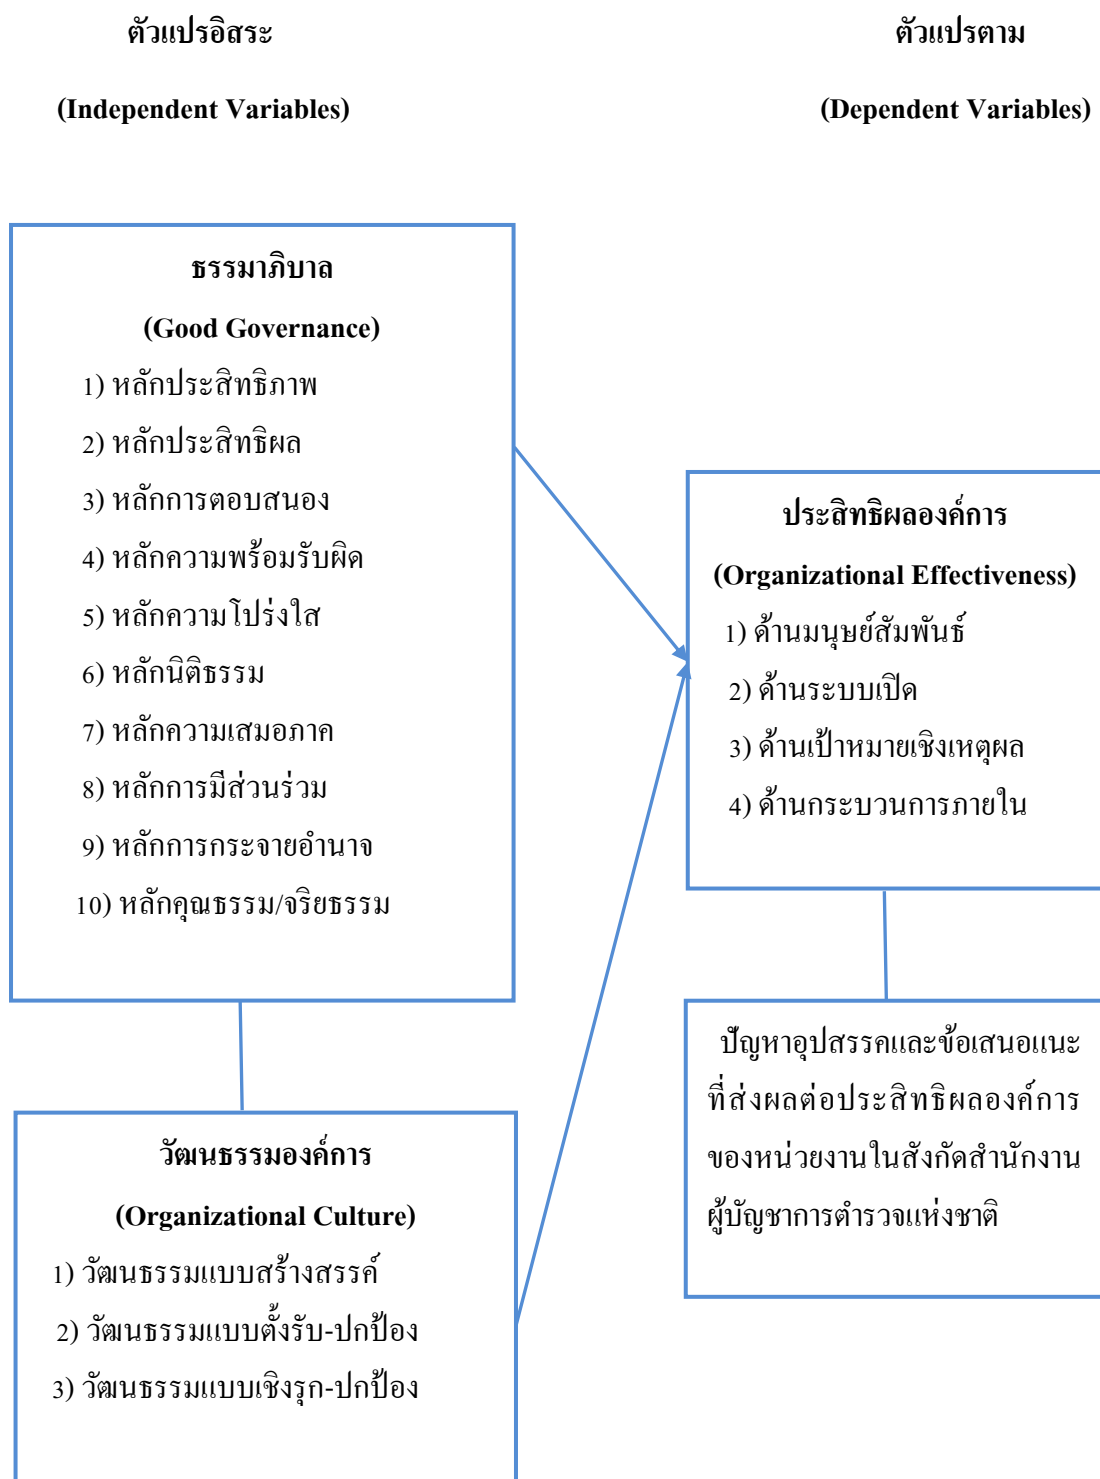 ตัวแปรอิสระ
(Independent Variables)
ตัวแปรตาม
(Dependent Variables)
ธรรมาภิบาล
(Good Governance)
1) หลักประสิทธิภาพ
2) หลักประสิทธิผล
3) หลักการตอบสนอง
4) หลักความพร้อมรับผิด
5) หลักความโปร่งใส
6) หลักนิติธรรม
7) หลักความเสมอภาค
8) หลักการมีส่วนร่วม
9) หลักการกระจายอำนาจ
10) หลักคุณธรรม/จริยธรรม
วัฒนธรรมองค์การ
(Organizational Culture)
1) วัฒนธรรมแบบสร้างสรรค์
2) วัฒนธรรมแบบตั้งรับ-ปกป้อง
3) วัฒนธรรมแบบเชิงรุก-ปกป้อง
ประสิทธิผลองค์การ
(Organizational Effectiveness)
1) ด้านมนุษย์สัมพันธ์
2) ด้านระบบเปิด
3) ด้านเป้าหมายเชิงเหตุผล
4) ด้านกระบวนการภายใน
ปัญหาอุปสรรคและข้อเสนอแนะ
ที่ส่งผลต่อประสิทธิผลองค์การ
ของหน่วยงานในสังกัดสำนักงาน
ผู้บัญชาการตำรวจแห่งชาติ